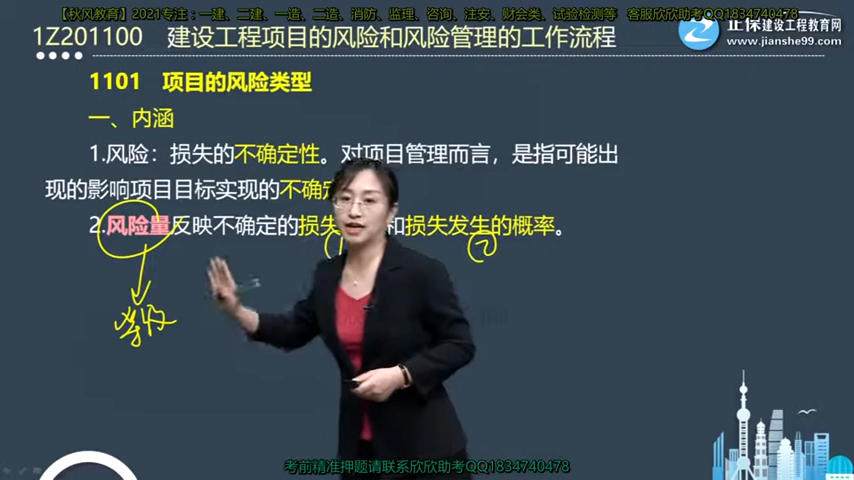 【秋风教育】2021专注：一建、二建、一造、二造、消防、监理、咨询、注安、财会类、试验检测等 客服欣欣助考QQ1834740478
1Z201100 建设工程项目的风险和风险管理的工作流程
正保建设工程教育网
www.jianshe99.com
1101 项目的风险类型
一、内涵
1.风险：损失的不确定性。对项目管理而言，是指可能出
现的影响项目目标实现的不确定
2.风险量反映不确定的损失 和损失发生的概率。
① ②
等级
考前精准押题请联系欣欣助考QQ1834740478